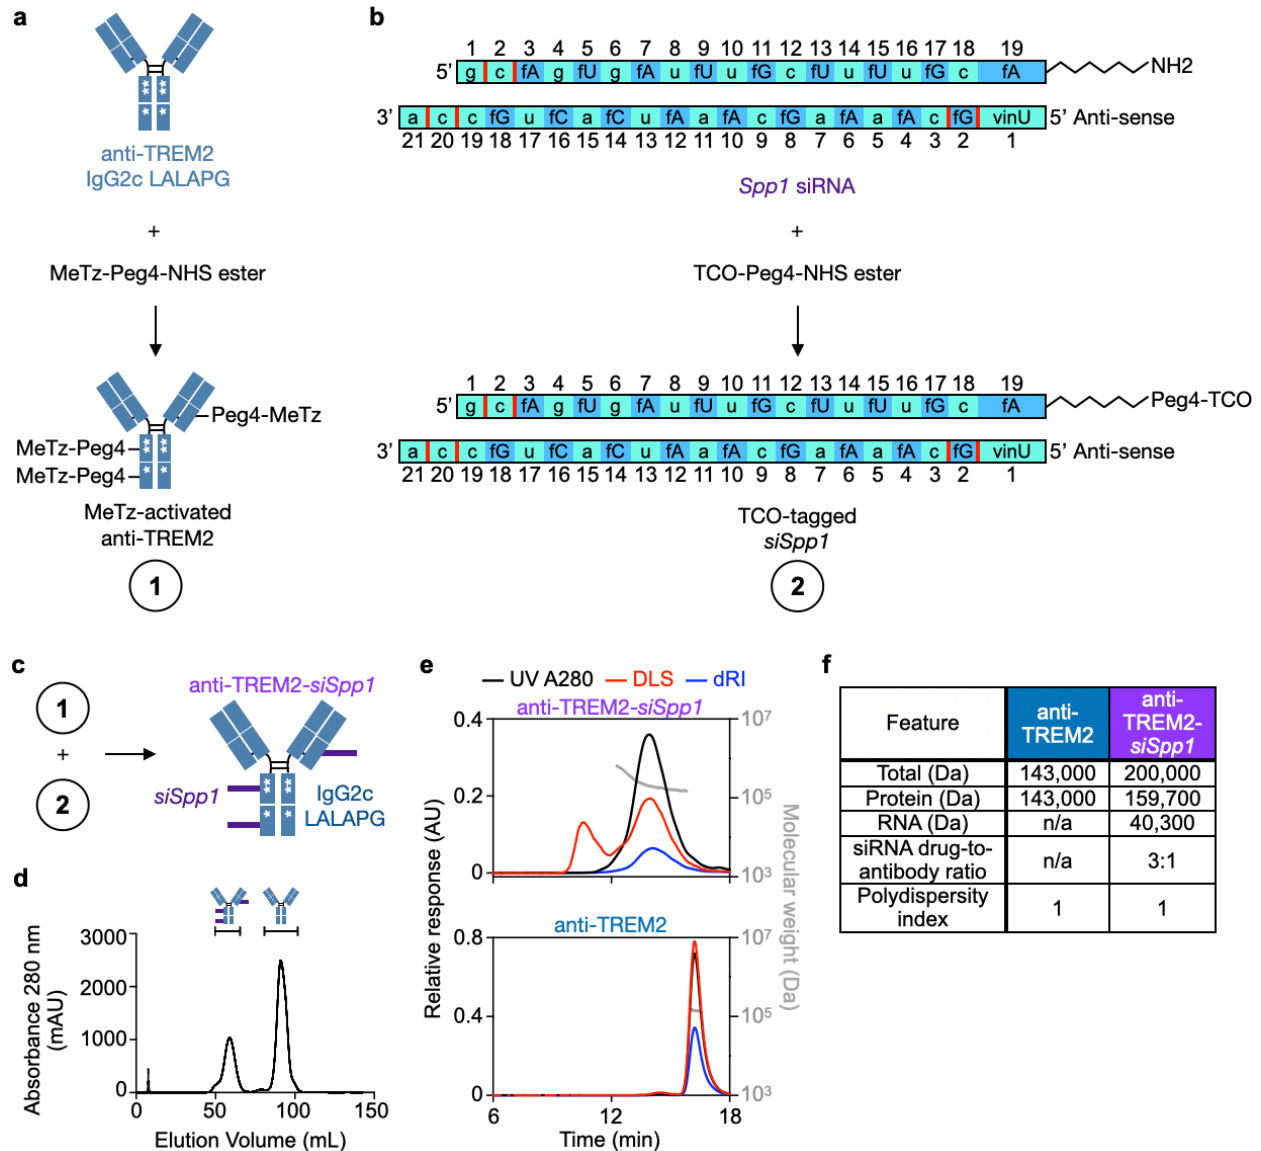 a
anti-TREM2
IgG2c LALAPG
+
MeTz-Peg4-NHS ester
Peg4-MeTz
MeTz-Peg4
MeTz-Peg4
MeTz-activated
anti-TREM2
1
b
1 2 3 4 5 6 7 8 9 10 11 12 13 14 15 16 17 18 19
5’ g c fA g fU g fA u fU u fG c fU u fU u fG c fA NH2
3’ a c c fG u fC a fC u fA a fA c fG a fA a fA c fG vinU 5’ Anti-sense
21 20 19 18 17 16 15 14 13 12 11 10 9 8 7 6 5 4 3 2 1
Spp1 siRNA
+
TCO-Peg4-NHS ester
1 2 3 4 5 6 7 8 9 10 11 12 13 14 15 16 17 18 19
5’ g c fA g fU g fA u fU u fG c fU u fU u fG c fA Peg4-TCO
3’ a c c fG u fC a fC u fA a fA c fG a fA a fA c fG vinU 5’ Anti-sense
21 20 19 18 17 16 15 14 13 12 11 10 9 8 7 6 5 4 3 2 1
TCO-tagged
siSpp1
2
c
1
+
2
anti-TREM2-siSpp1
siSpp1
IgG2c
LALAPG
d
Absorbance 280 nm
(mAU)
3000
2000
1000
0
0 50 100 150
Elution Volume (mL)
e
UV A280 DLS dRI
anti-TREM2-siSpp1
0.4
0.2
0
10⁷
10⁵
10³
anti-TREM2
0.8
0.4
0
10⁷
10⁵
10³
6 12 18
Time (min)
Relative response (AU)
Molecular weight (Da)
f
Feature
anti-
TREM2
anti-
TREM2-
siSpp1
Total (Da) 143,000 200,000
Protein (Da) 143,000 159,700
RNA (Da) n/a 40,300
siRNA drug-to-
antibody ratio
n/a 3:1
Polydispersity
index
1 1